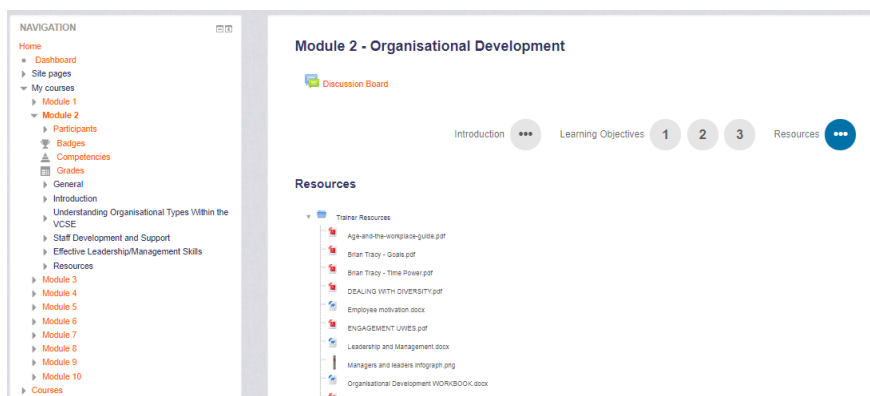 NAVIGATION
Home
Dashboard
Site pages
My courses
Module 1
Module 2
Participants
Badges
Competencies
Grades
General
Introduction
Understanding Organisational Types Within the
VCSE
Staff Development and Support
Effective Leadership/Management Skills
Resources
Module 3
Module 4
Module 5
Module 6
Module 7
Module 8
Module 9
Module 10
Courses
Module 2 - Organisational Development
Discussion Board
Introduction ••• Learning Objectives 1 2 3 Resources •••
Resources
Trainer Resources
Age-and-the-workplace-guide.pdf
Brian Tracy - Goals.pdf
Brian Tracy - Time Power.pdf
DEALING WITH DIVERSITY.pdf
Employee motivation.docx
ENGAGEMENT UWES.pdf
Leadership and Management.docx
Managers and leaders infograph.png
Organisational Development WORKBOOK.docx